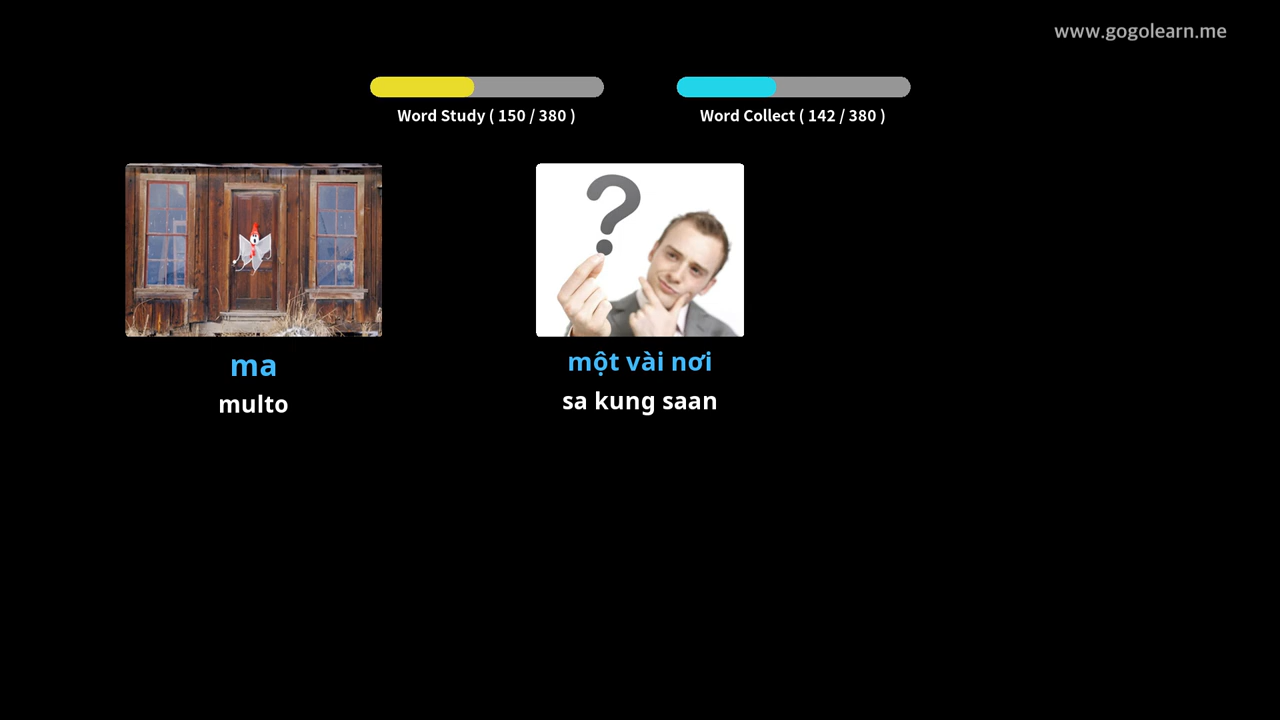 www.gogolearn.me
Word Study ( 150 / 380 )
Word Collect ( 142 / 380 )
ma
multo
một vài nơi
sa kung saan